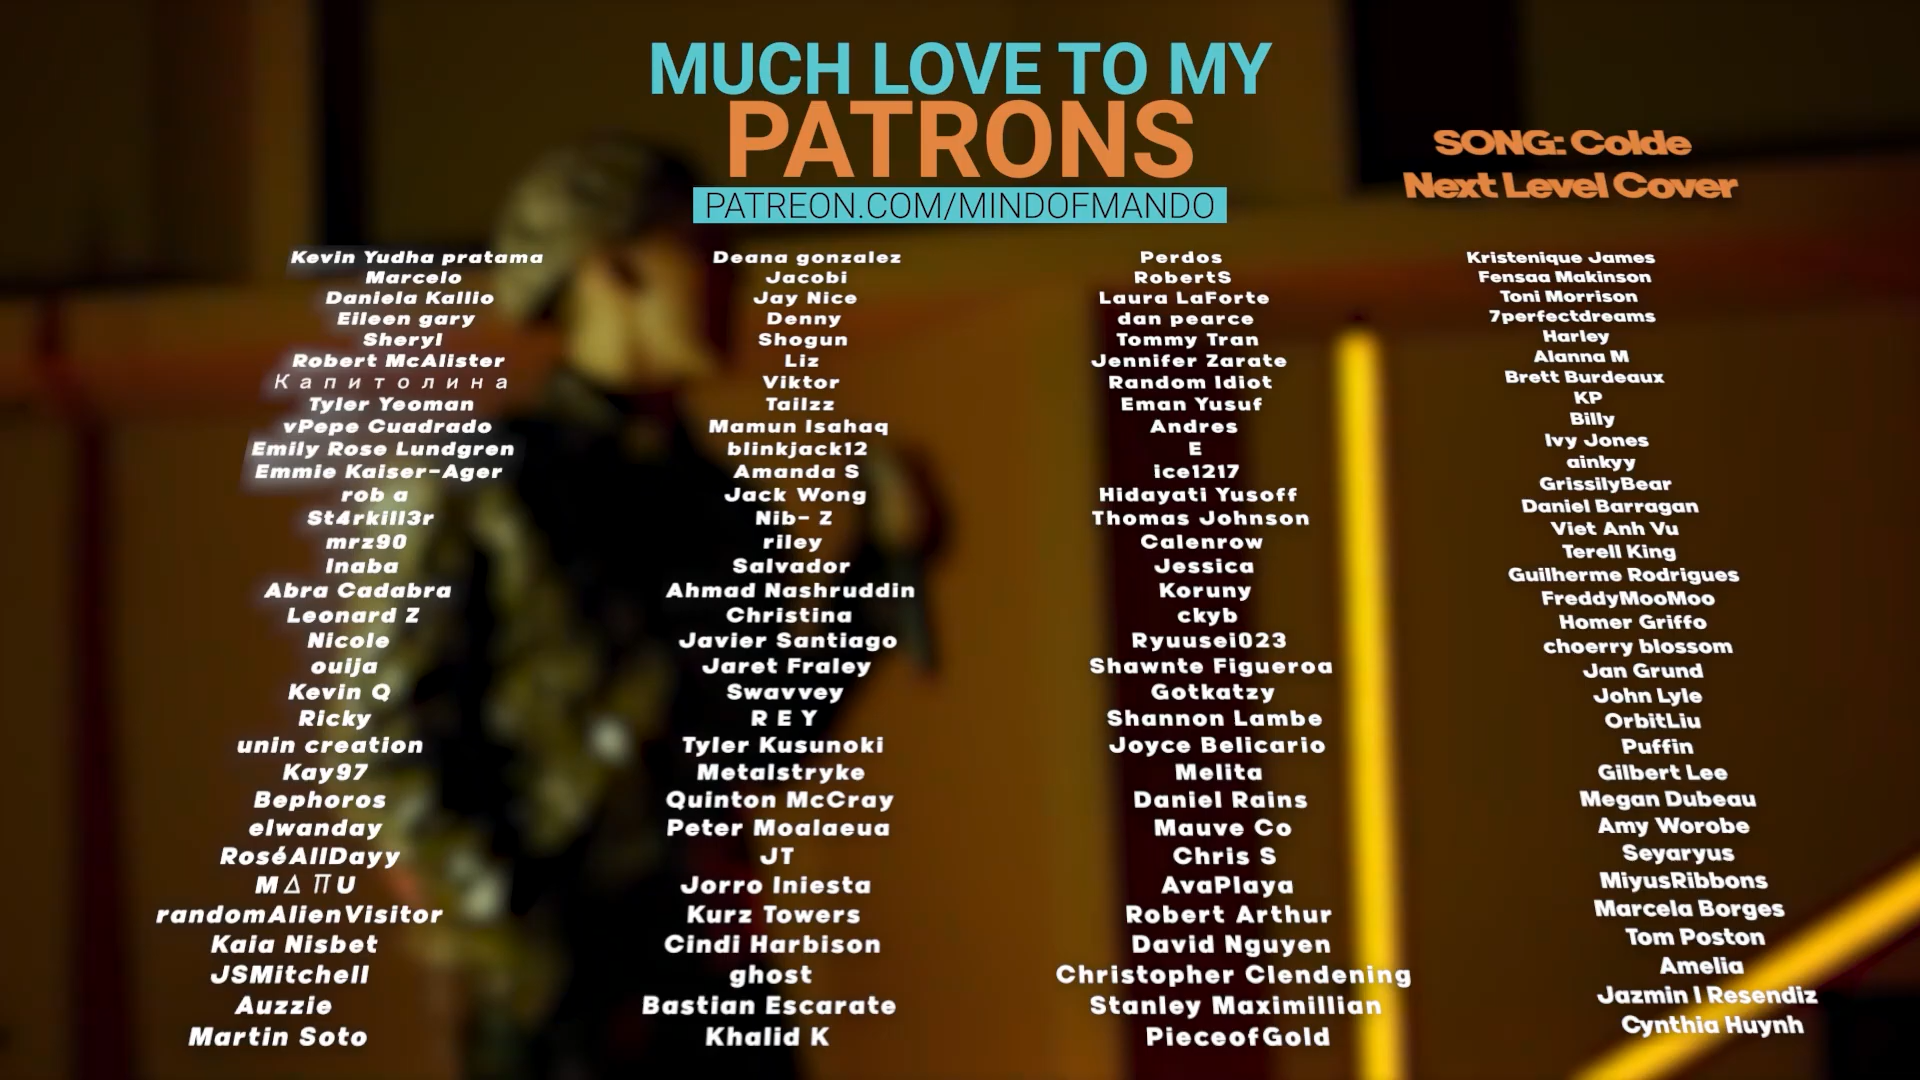 MUCH LOVE TO MY
PATRONS
PATREON.COM/MINDOFMANDO
SONG: Colde
Next Level Cover
Kevin Yudha pratama
Marcelo
Daniela Kallio
Eileen gary
Sheryl
Robert McAlister
Капитолина
Tyler Yeoman
vPepe Cuadrado
Emily Rose Lundgren
Emmie Kaiser-Ager
rob a
St4rkill3r
mrz90
Inaba
Abra Cadabra
Leonard Z
Nicole
ouija
Kevin Q
Ricky
unin creation
Kay97
Bephoros
elwanday
RoséAllDayy
M Δ ΠU
randomAlienVisitor
Kaia Nisbet
JSMitchell
Auzzie
Martin Soto
Deana gonzalez
Jacobi
Jay Nice
Denny
Shogun
Liz
Viktor
Tailzz
Mamun Isahaq
blinkjack12
Amanda S
Jack Wong
Nib- Z
riley
Salvador
Ahmad Nashruddin
Christina
Javier Santiago
Jaret Fraley
Swavvey
R E Y
Tyler Kusunoki
Metalstryke
Quinton McCray
Peter Moalaeua
JT
Jorro Iniesta
Kurz Towers
Cindi Harbison
ghost
Bastian Escarate
Khalid K
Perdos
RobertS
Laura LaForte
dan pearce
Tommy Tran
Jennifer Zarate
Random Idiot
Eman Yusuf
Andres
E
ice1217
Hidayati Yusoff
Thomas Johnson
Calenrow
Jessica
Koruny
ckyb
Ryuusei023
Shawnte Figueroa
Gotkatzy
Shannon Lambe
Joyce Belicario
Melita
Daniel Rains
Mauve Co
Chris S
AvaPlaya
Robert Arthur
David Nguyen
Christopher Clendening
Stanley Maximillian
PieceofGold
Kristenique James
Fensaa Makinson
Toni Morrison
7perfectdreams
Harley
Alanna M
Brett Burdeaux
KP
Billy
Ivy Jones
ainkyy
GrissilyBear
Daniel Barragan
Viet Anh Vu
Terell King
Guilherme Rodrigues
FreddyMooMoo
Homer Griffo
choerry blossom
Jan Grund
John Lyle
OrbitLiu
Puffin
Gilbert Lee
Megan Dubeau
Amy Worobe
Seyaryus
MiyusRibbons
Marcela Borges
Tom Poston
Amelia
Jazmin I Resendiz
Cynthia Huynh